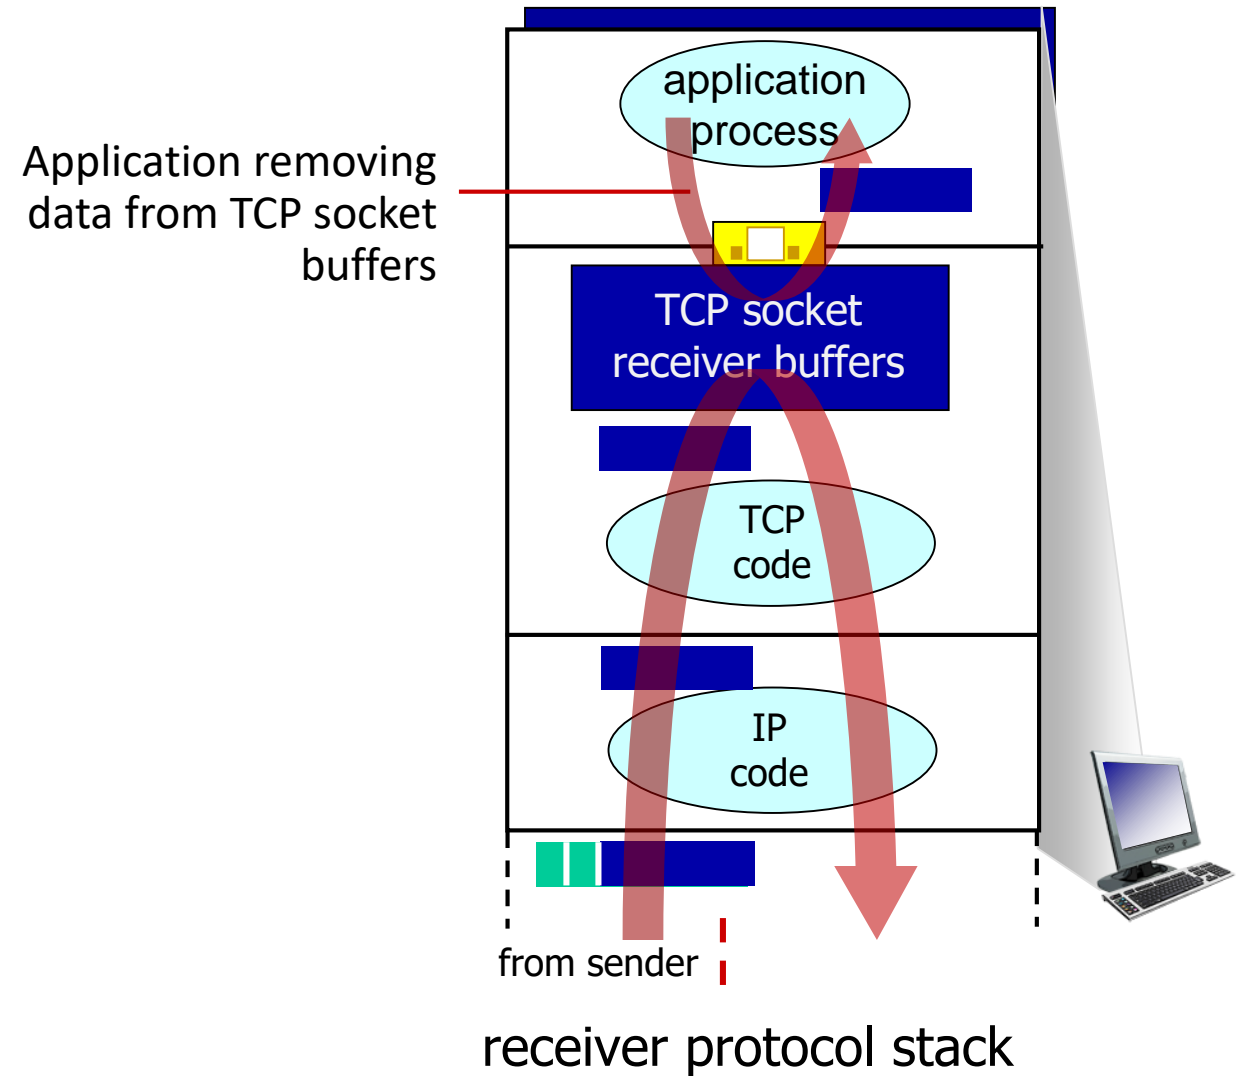 application
process
Application removing
data from TCP socket
buffers
TCP socket
receiver buffers
TCP
code
IP
code
from sender
receiver protocol stack